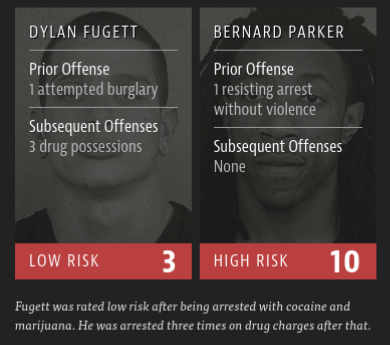 DYLAN FUGETT
Prior Offense
1 attempted burglary
Subsequent Offenses
3 drug possessions
LOW RISK 3
BERNARD PARKER
Prior Offense
1 resisting arrest
without violence
Subsequent Offenses
None
HIGH RISK 10
Fugett was rated low risk after being arrested with cocaine and
marijuana. He was arrested three times on drug charges after that.